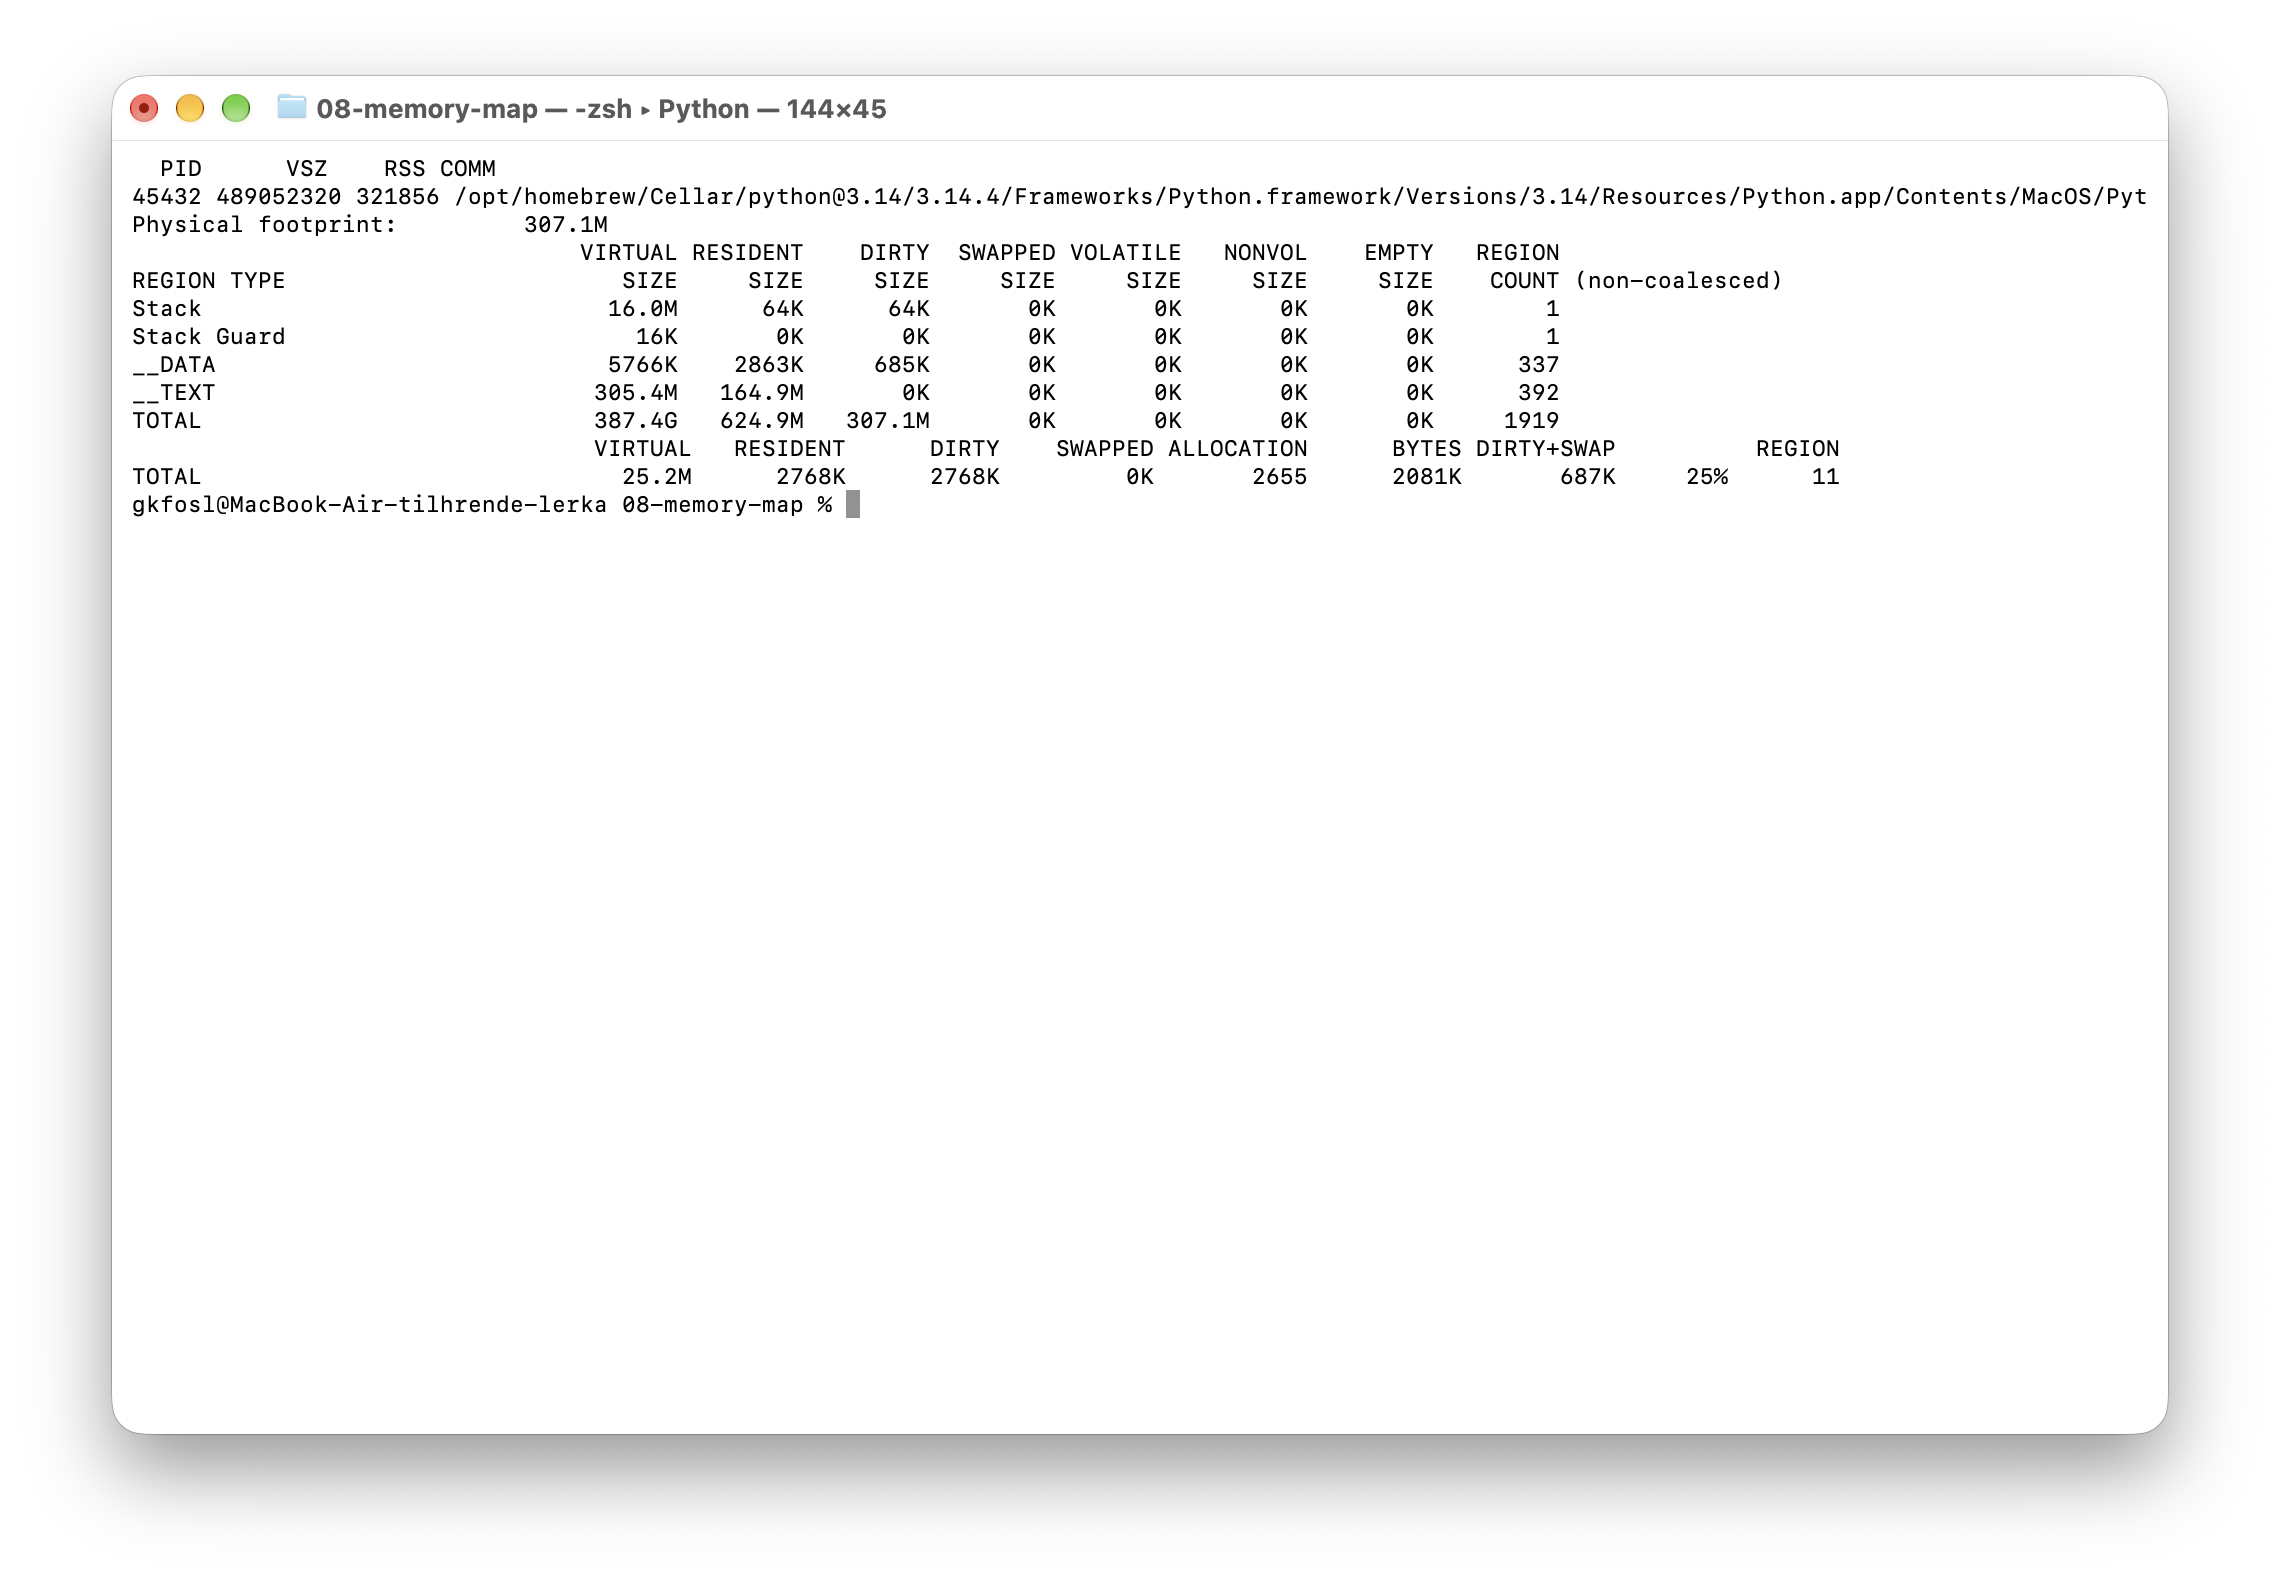 08-memory-map — -zsh ▸ Python — 144×45
  PID      VSZ    RSS COMM
45432 489052320 321856 /opt/homebrew/Cellar/python@3.14/3.14.4/Frameworks/Python.framework/Versions/3.14/Resources/Python.app/Contents/MacOS/Pyt
Physical footprint:         307.1M
                                VIRTUAL RESIDENT    DIRTY  SWAPPED VOLATILE   NONVOL    EMPTY   REGION
REGION TYPE                        SIZE     SIZE     SIZE     SIZE     SIZE     SIZE     SIZE    COUNT (non-coalesced)
Stack                             16.0M      64K      64K       0K       0K       0K       0K        1
Stack Guard                         16K       0K       0K       0K       0K       0K       0K        1
__DATA                            5766K    2863K     685K       0K       0K       0K       0K      337
__TEXT                           305.4M   164.9M       0K       0K       0K       0K       0K      392
TOTAL                            387.4G   624.9M   307.1M       0K       0K       0K       0K     1919
                                 VIRTUAL   RESIDENT      DIRTY    SWAPPED ALLOCATION      BYTES DIRTY+SWAP          REGION
TOTAL                              25.2M      2768K      2768K         0K       2655      2081K       687K     25%      11
gkfosl@MacBook-Air-tilhrende-lerka 08-memory-map %